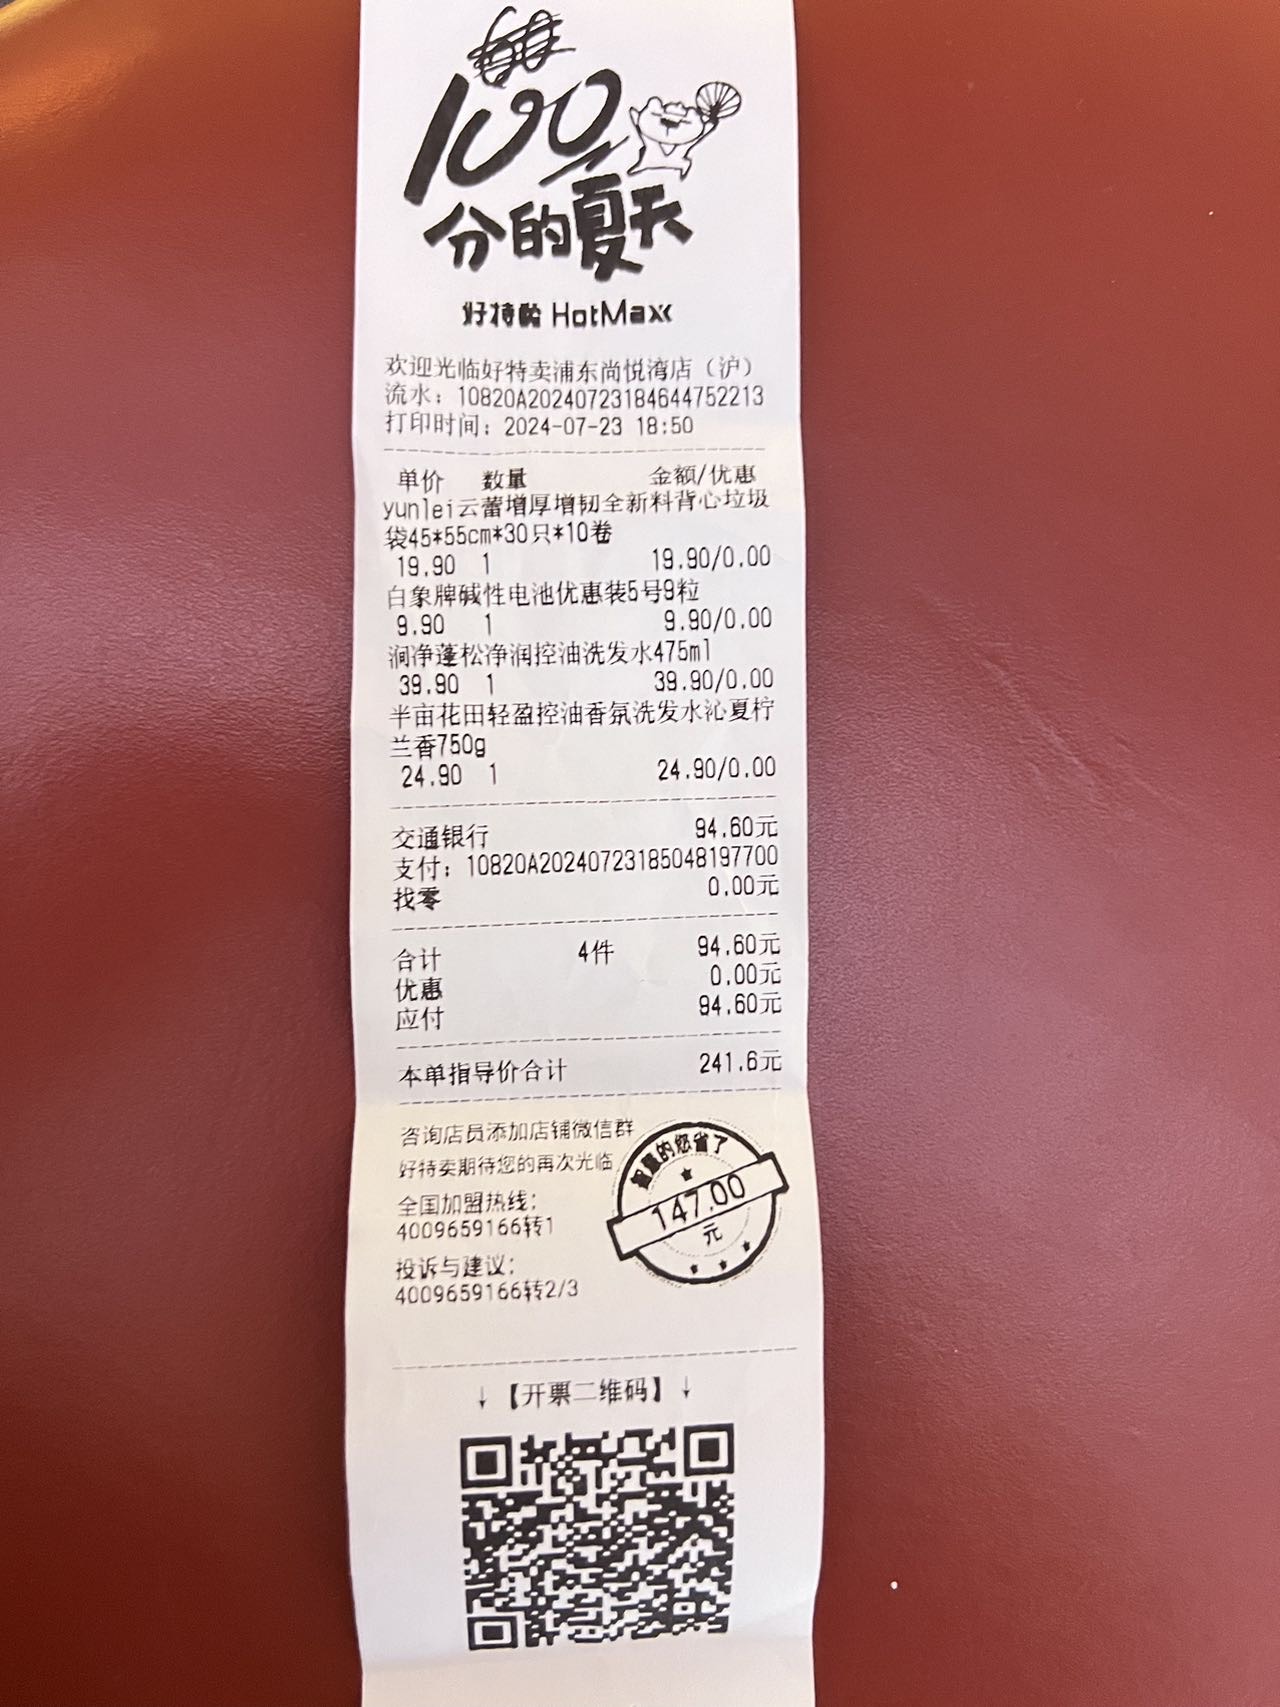 100
分的夏天
好特卖 HotMaxx
欢迎光临好特卖浦东尚悦湾店（沪）
流水：10820A20240723184644752213
打印时间：2024-07-23 18:50
单价 数量 金额/优惠
yunlei云蕾增厚增韧全新料背心垃圾
袋45*55cm*30只*10卷
19.90 1 19.90/0.00
白象牌碱性电池优惠装5号9粒
9.90 1 9.90/0.00
涧净蓬松净润控油洗发水475ml
39.90 1 39.90/0.00
半亩花田轻盈控油香氛洗发水沁夏柠
兰香750g
24.90 1 24.90/0.00
交通银行 94.60元
支付：10820A20240723185048197700
找零 0.00元
合计 4件 94.60元
优惠 0.00元
应付 94.60元
本单指导价合计 241.6元
咨询店员添加店铺微信群
好特卖期待您的再次光临
全国加盟热线：
4009659166转1
投诉与建议：
4009659166转2/3
的您省了
147.00
元
↓【开票二维码】↓